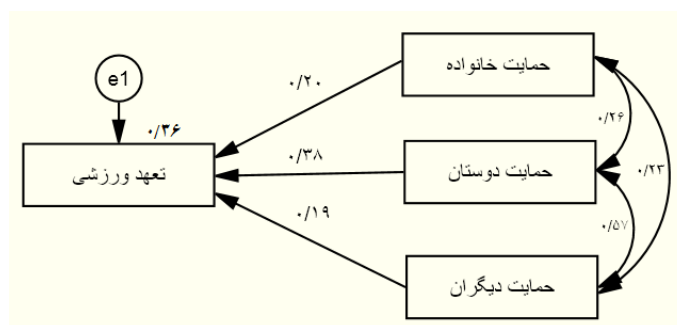 حمایت خانواده
e1
۰/۲۰
۰/۲۶
۰/۳۶
۰/۳۸
حمایت دوستان
۰/۲۳
تعهد ورزشی
۰/۱۹
۰/۵۷
حمایت دیگران